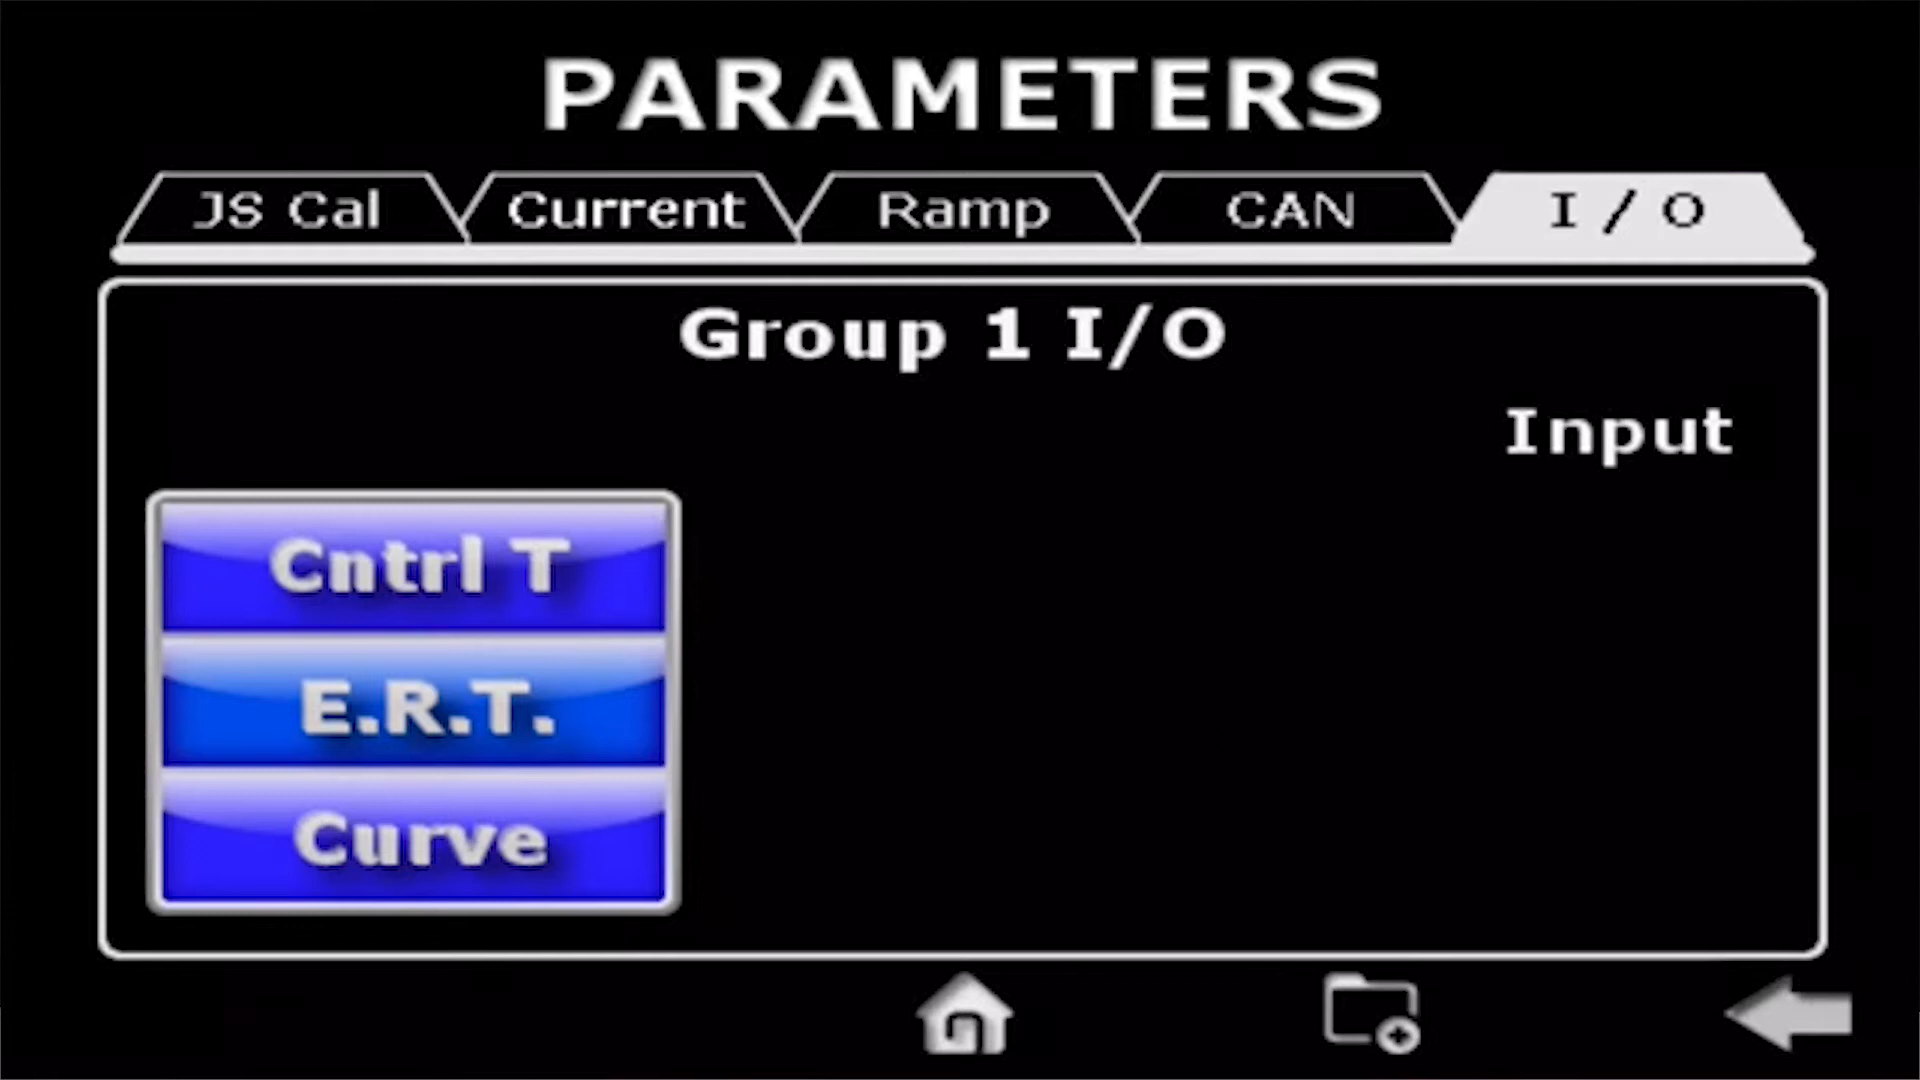 PARAMETERS
JS Cal Current Ramp CAN I / O
Group 1 I/O
Input
Cntrl T
E.R.T.
Curve